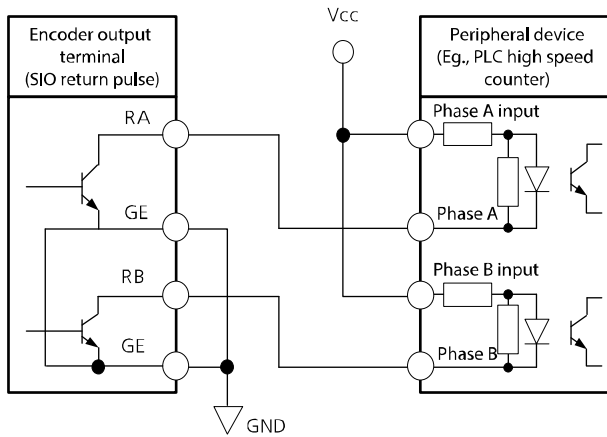 Encoder output
terminal
(SIO return pulse)
Vcc
Peripheral device
(Eg., PLC high speed
counter)
RA
Phase A input
GE
Phase A
RB
Phase B input
GE
Phase B
GND